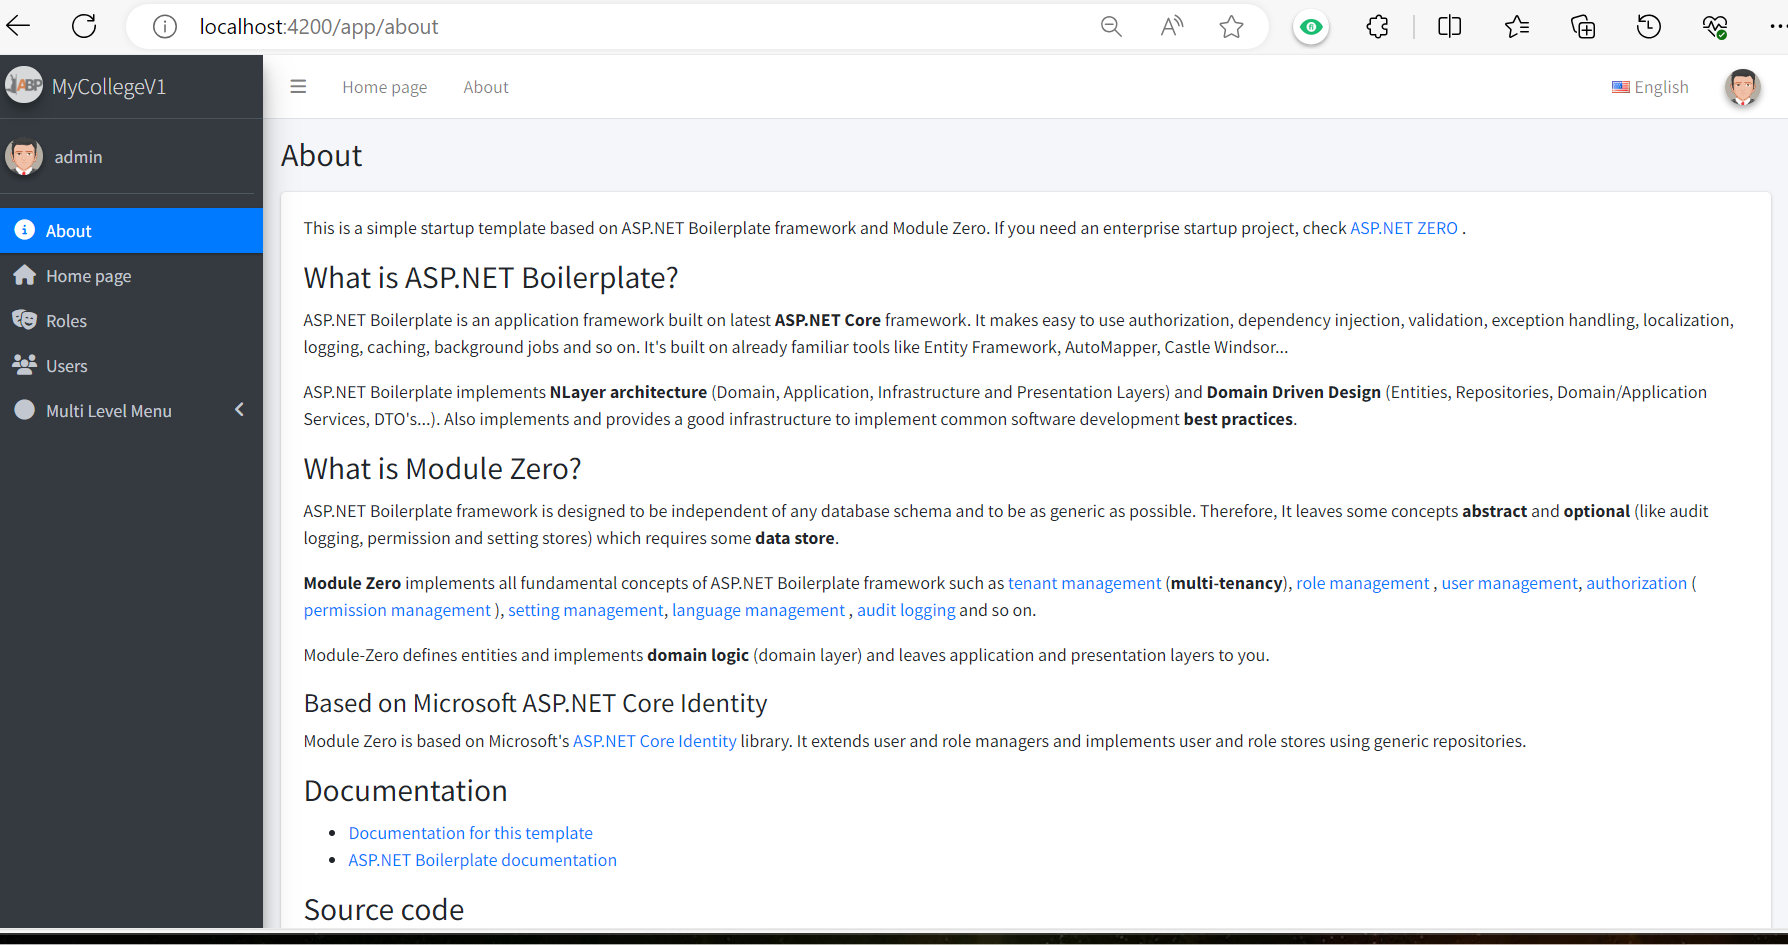 localhost:4200/app/about
ABP MyCollegeV1
Home page About
English
admin
About
Home page
Roles
Users
Multi Level Menu
About
This is a simple startup template based on ASP.NET Boilerplate framework and Module Zero. If you need an enterprise startup project, check ASP.NET ZERO .
What is ASP.NET Boilerplate?
ASP.NET Boilerplate is an application framework built on latest ASP.NET Core framework. It makes easy to use authorization, dependency injection, validation, exception handling, localization,
logging, caching, background jobs and so on. It's built on already familiar tools like Entity Framework, AutoMapper, Castle Windsor...
ASP.NET Boilerplate implements NLayer architecture (Domain, Application, Infrastructure and Presentation Layers) and Domain Driven Design (Entities, Repositories, Domain/Application
Services, DTO's...). Also implements and provides a good infrastructure to implement common software development best practices.
What is Module Zero?
ASP.NET Boilerplate framework is designed to be independent of any database schema and to be as generic as possible. Therefore, It leaves some concepts abstract and optional (like audit
logging, permission and setting stores) which requires some data store.
Module Zero implements all fundamental concepts of ASP.NET Boilerplate framework such as tenant management (multi-tenancy), role management , user management, authorization (
permission management ), setting management, language management , audit logging and so on.
Module-Zero defines entities and implements domain logic (domain layer) and leaves application and presentation layers to you.
Based on Microsoft ASP.NET Core Identity
Module Zero is based on Microsoft's ASP.NET Core Identity library. It extends user and role managers and implements user and role stores using generic repositories.
Documentation
• Documentation for this template
• ASP.NET Boilerplate documentation
Source code